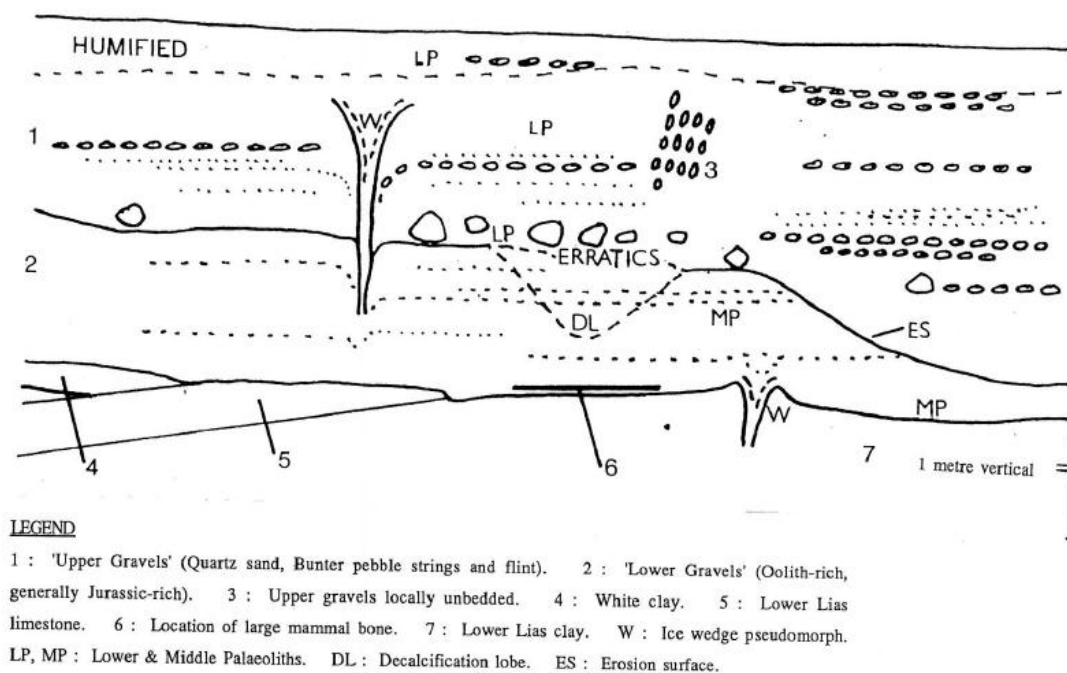 HUMIFIED
LP
W
LP
1
3
LP
ERRATICS
2
DL
MP
ES
W
MP
4
5
6
7
1 metre vertical =
LEGEND
1 : 'Upper Gravels' (Quartz sand, Bunter pebble strings and flint). 2 : 'Lower Gravels' (Oolith-rich,
generally Jurassic-rich). 3 : Upper gravels locally unbedded. 4 : White clay. 5 : Lower Lias
limestone. 6 : Location of large mammal bone. 7 : Lower Lias clay. W : Ice wedge pseudomorph.
LP, MP : Lower & Middle Palaeoliths. DL : Decalcification lobe. ES : Erosion surface.